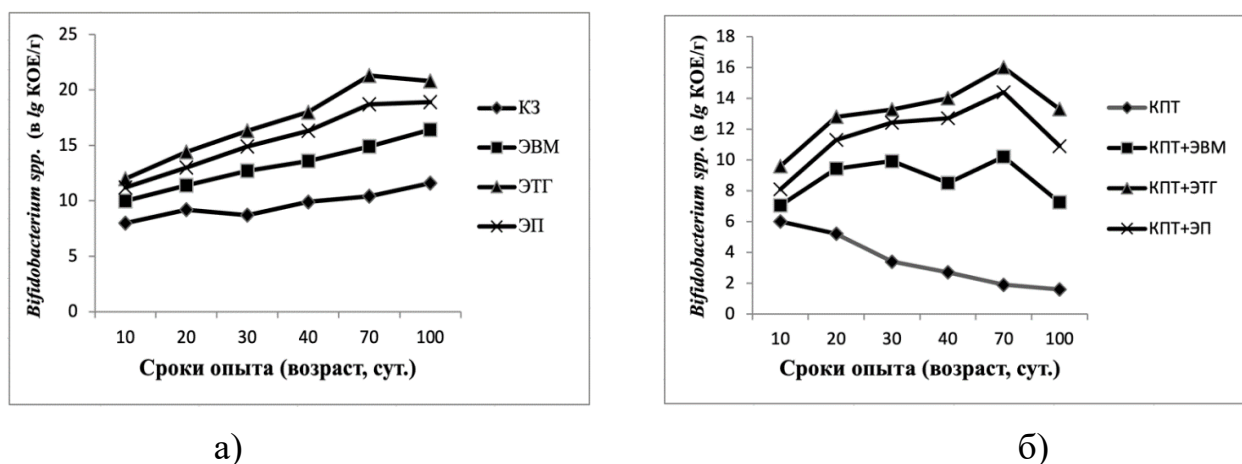 25
20
15
10
5
0
Bifidobacterium spp. (в lg КОЕ/г)
10 20 30 40 70 100
Сроки опыта (возраст, сут.)
КЗ
ЭВМ
ЭТГ
ЭП
а)
18
16
14
12
10
8
6
4
2
0
Bifidobacterium spp. (в lg КОЕ/г)
10 20 30 40 70 100
Сроки опыта (возраст, сут.)
КПТ
КПТ+ЭВМ
КПТ+ЭТГ
КПТ+ЭП
б)